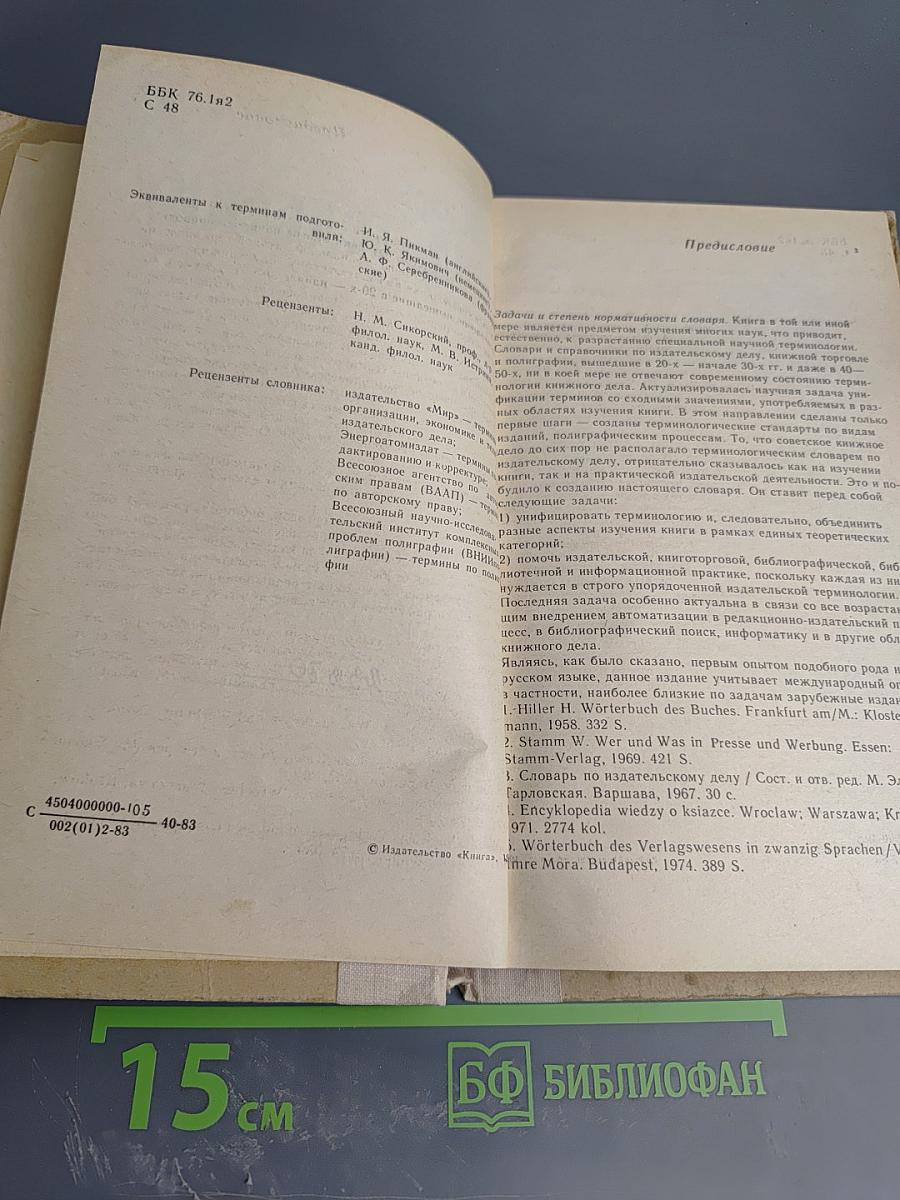 ББК 76.1я2
С 48
Эквиваленты к терминам подгото-
вили:
И. Я. Пикман (английские)
Ю. К. Якимович (немецкие)
А. Ф. Серебренникова
ские)
Рецензенты:
Н. М. Сикорский, проф.,
филол. наук, М. В.
канд. филол. наук
Рецензенты словника:
издательство «Мир» —
организации, экономике и
издательского дела;
Энергоатомиздат — термины
дактированию и корректуре;
Всесоюзное агентство по
ским правам (ВААП) —
по авторскому праву;
Всесоюзный научно-исследова-
тельский институт комплексных
проблем полиграфии
лиграфии) — термины по
фии
С 4504000000-105
002(01)2-83
40-83
© Издательство «Книга»,
Предисловие
Задачи и степень нормативности словаря. Книга в той или иной
мере является предметом изучения многих наук, что приводит,
естественно, к разрастанию специальной научной терминологии.
Словари и справочники по издательскому делу, книжной торговле
и полиграфии, вышедшие в 20-х — начале 30-х гг. и даже в 40—
50-х, ни в коей мере не отвечают современному состоянию терми-
нологии книжного дела. Актуализировалась научная задача уни-
фикации терминов со сходными значениями, употребляемых в раз-
ных областях изучения книги. В этом направлении сделаны только
первые шаги — созданы терминологические стандарты по видам
изданий, полиграфическим процессам. То, что советское книжное
дело до сих пор не располагало терминологическим словарем по
издательскому делу, отрицательно сказывалось как на изучении
книги, так и на практической издательской деятельности. Это и по-
будило к созданию настоящего словаря. Он ставит перед собой
следующие задачи:
1) унифицировать терминологию и, следовательно, объединить
разные аспекты изучения книги в рамках единых теоретических
категорий;
2) помочь издательской, книготорговой, библиографической, биб
лиотечной и информационной практике, поскольку каждая из ни
нуждается в строго упорядоченной издательской терминологии.
Последняя задача особенно актуальна в связи со все возраста
щим внедрением автоматизации в редакционно-издательский п
цесс, в библиографический поиск, информатику и в другие обл
книжного дела.
Являясь, как было сказано, первым опытом подобного рода н
русском языке, данное издание учитывает международный оп
в частности, наиболее близкие по задачам зарубежные издан
1. Hiller H. Wörterbuch des Buches. Frankfurt am/M.: Kloste
mann, 1958. 332 S.
2. Stamm W. Wer und Was in Presse und Werbung. Essen:
Stamm-Verlag, 1969. 421 S.
3. Словарь по издательскому делу / Сост. и отв. ред. М. Эл
Тарловская. Варшава, 1967. 30 с.
4. Encyklopedia wiedzy o ksiazce. Wroclaw; Warszawa; Kr
1971. 2774 kol.
5. Wörterbuch des Verlagswesens in zwanzig Sprachen/V
Imre Mora. Budapest, 1974. 389 S.
15 см
БФ БИБЛИОФАН